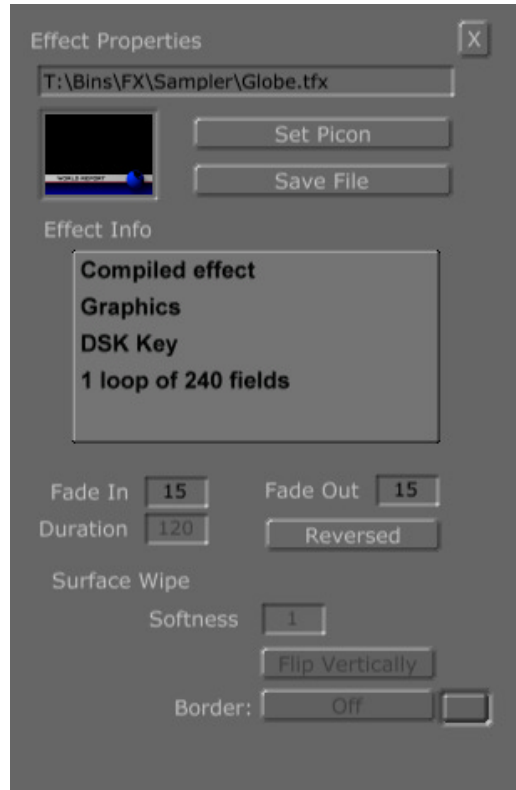 Effect Properties X
T:\Bins\FX\Sampler\Globe.tfx
WORLD REPORT
Set Picon
Save File
Effect Info
Compiled effect
Graphics
DSK Key
1 loop of 240 fields
Fade In 15 Fade Out 15
Duration 120 Reversed
Surface Wipe
Softness 1
Flip Vertically
Border: Off